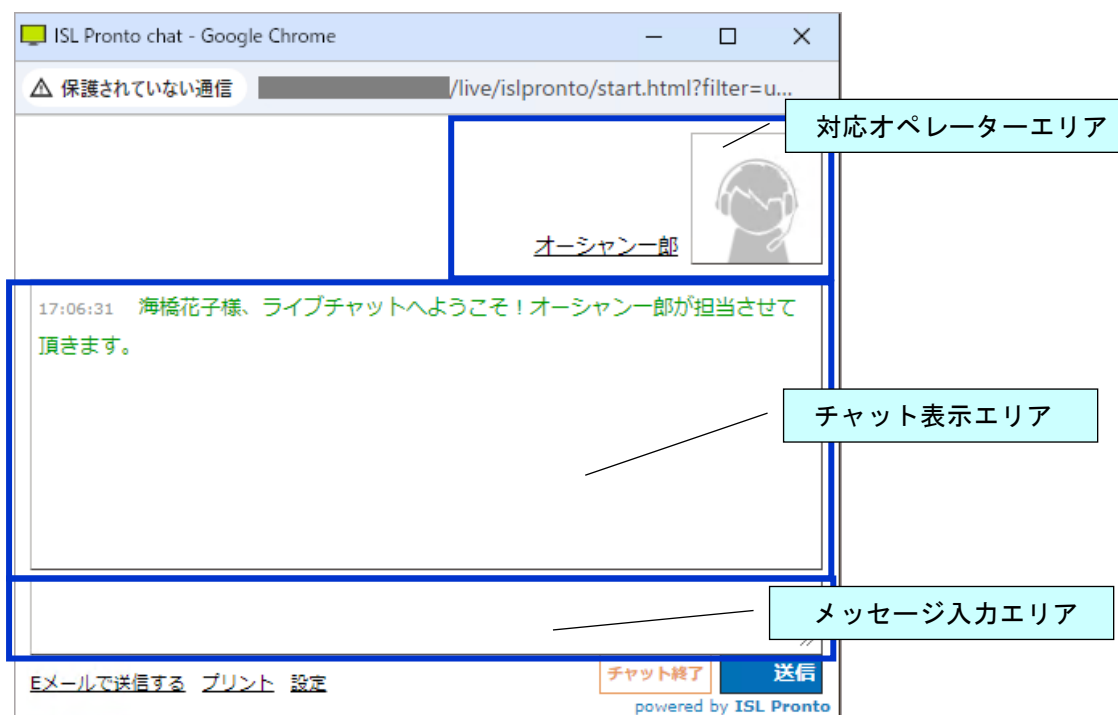 ISL Pronto chat - Google Chrome
保護されていない通信 /live/islpronto/start.html?filter=u...
対応オペレーターエリア
オーシャン一郎
17:06:31 海橋花子様、ライブチャットへようこそ！オーシャン一郎が担当させて
頂きます。
チャット表示エリア
メッセージ入力エリア
Eメールで送信する プリント 設定 チャット終了 送信
powered by ISL Pronto